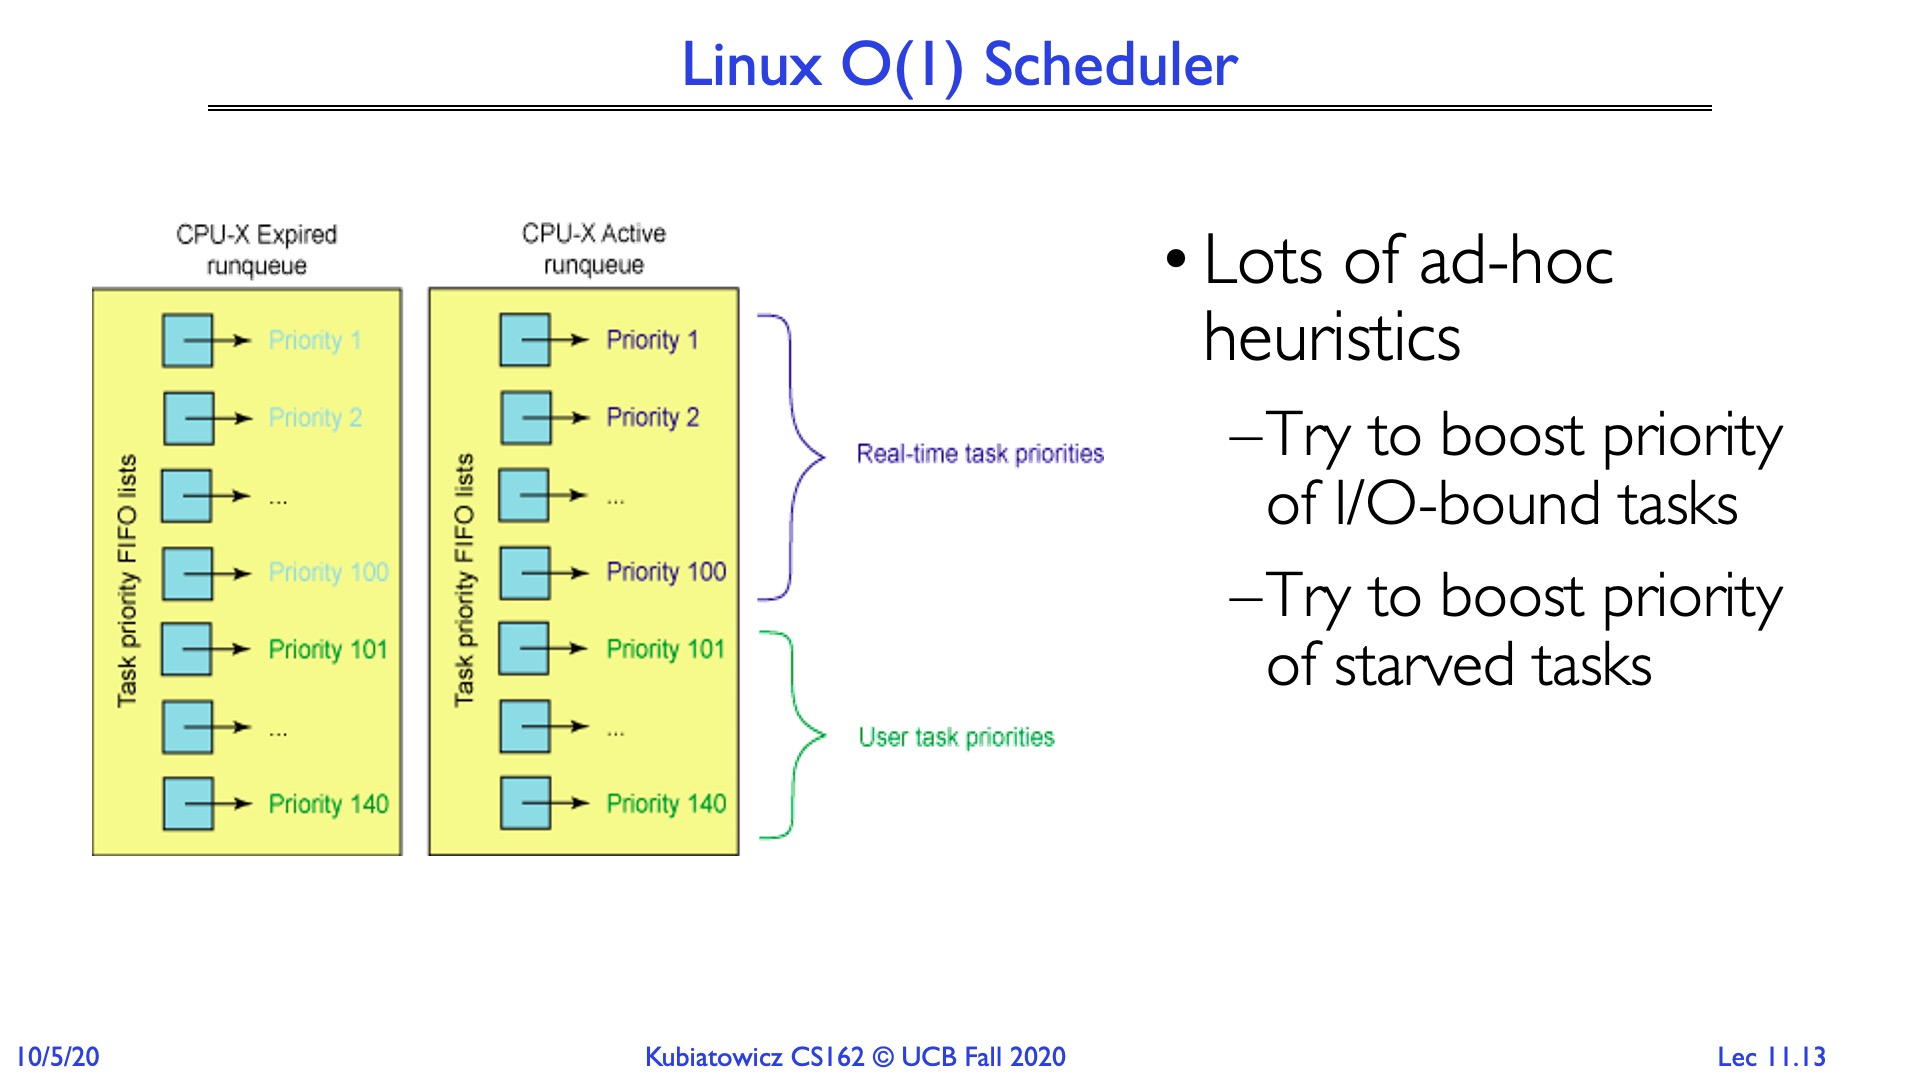 Linux O(1) Scheduler
CPU-X Expired
runqueue
Task priority FIFO lists
Priority 1
Priority 2
...
Priority 100
Priority 101
...
Priority 140
CPU-X Active
runqueue
Task priority FIFO lists
Priority 1
Priority 2
...
Priority 100
Priority 101
...
Priority 140
Real-time task priorities
User task priorities
• Lots of ad-hoc
heuristics
–Try to boost priority
of I/O-bound tasks
–Try to boost priority
of starved tasks
10/5/20
Kubiatowicz CS162 © UCB Fall 2020
Lec 11.13